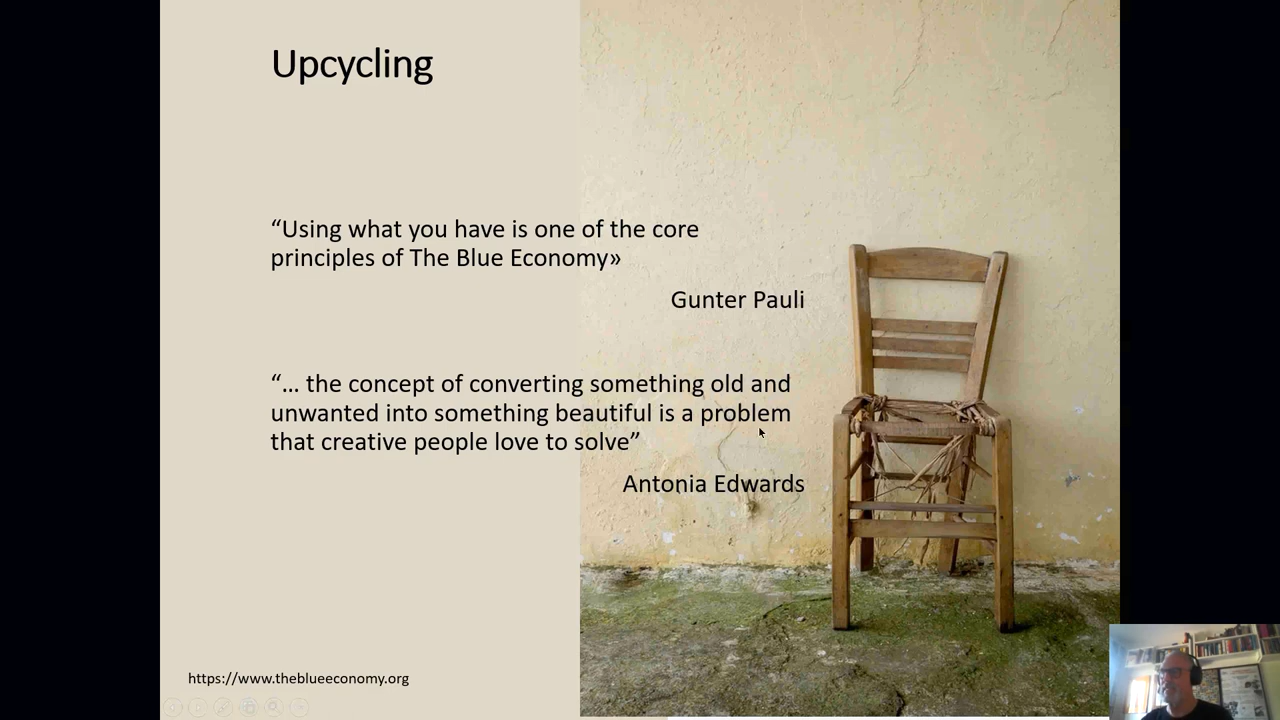 Upcycling
“Using what you have is one of the core
principles of The Blue Economy»
Gunter Pauli
“… the concept of converting something old and
unwanted into something beautiful is a problem
that creative people love to solve”
Antonia Edwards
https://www.theblueeconomy.org